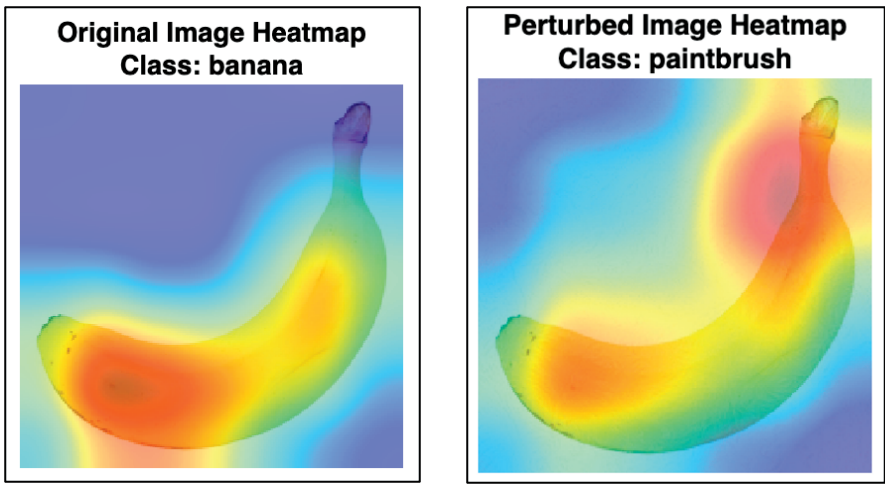 Original Image Heatmap
Class: banana
Perturbed Image Heatmap
Class: paintbrush